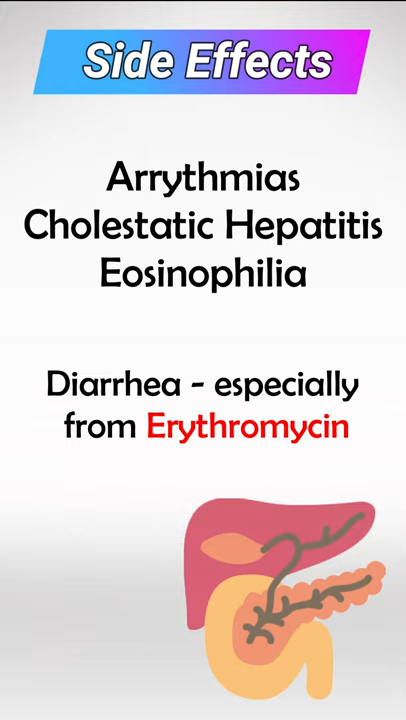 Side Effects
Arrythmias
Cholestatic Hepatitis
Eosinophilia
Diarrhea - especially
from Erythromycin